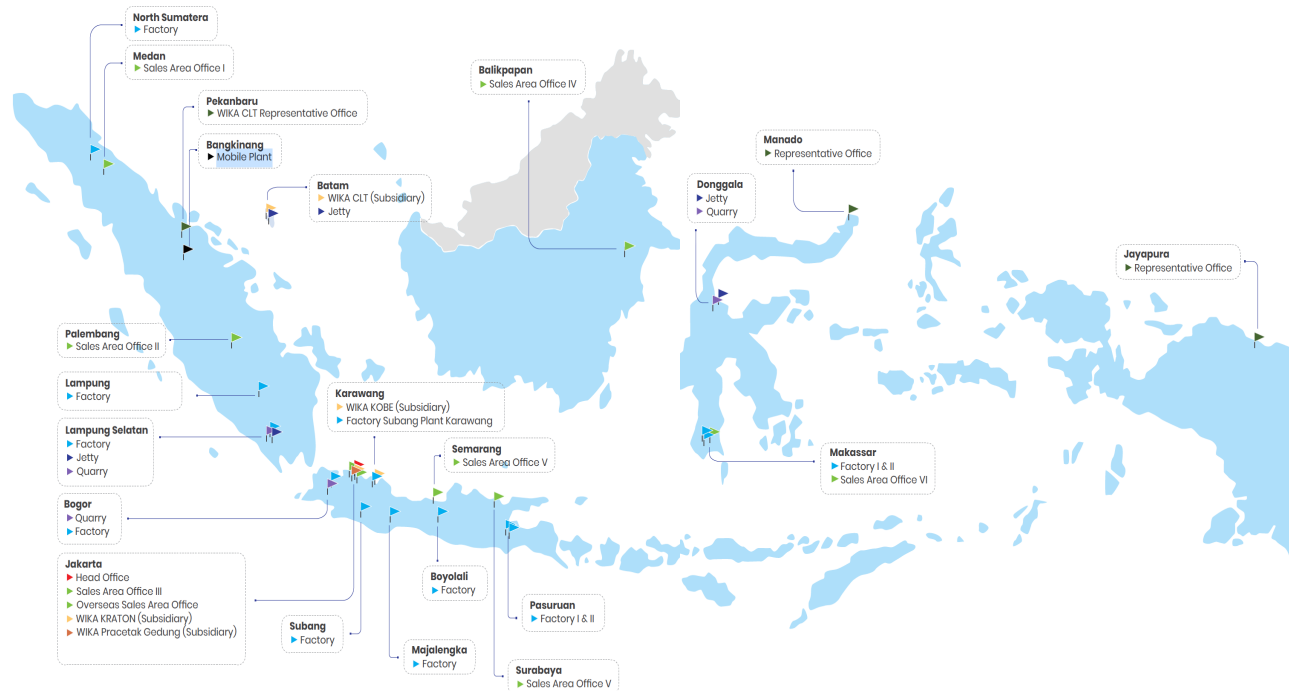 North Sumatera
Factory
Medan
Sales Area Office I
Pekanbaru
WIKA CLT Representative Office
Bangkinang
Mobile Plant
Batam
WIKA CLT (Subsidiary)
Jetty
Balikpapan
Sales Area Office IV
Manado
Representative Office
Donggala
Jetty
Quarry
Jayapura
Representative Office
Palembang
Sales Area Office II
Lampung
Factory
Lampung Selatan
Factory
Jetty
Quarry
Karawang
WIKA KOBE (Subsidiary)
Factory Subang Plant Karawang
Semarang
Sales Area Office V
Makassar
Factory I & II
Sales Area Office VI
Bogor
Quarry
Factory
Jakarta
Head Office
Sales Area Office III
Overseas Sales Area Office
WIKA KRATON (Subsidiary)
WIKA Pracetak Gedung (Subsidiary)
Subang
Factory
Boyolali
Factory
Majalengka
Factory
Pasuruan
Factory I & II
Surabaya
Sales Area Office V